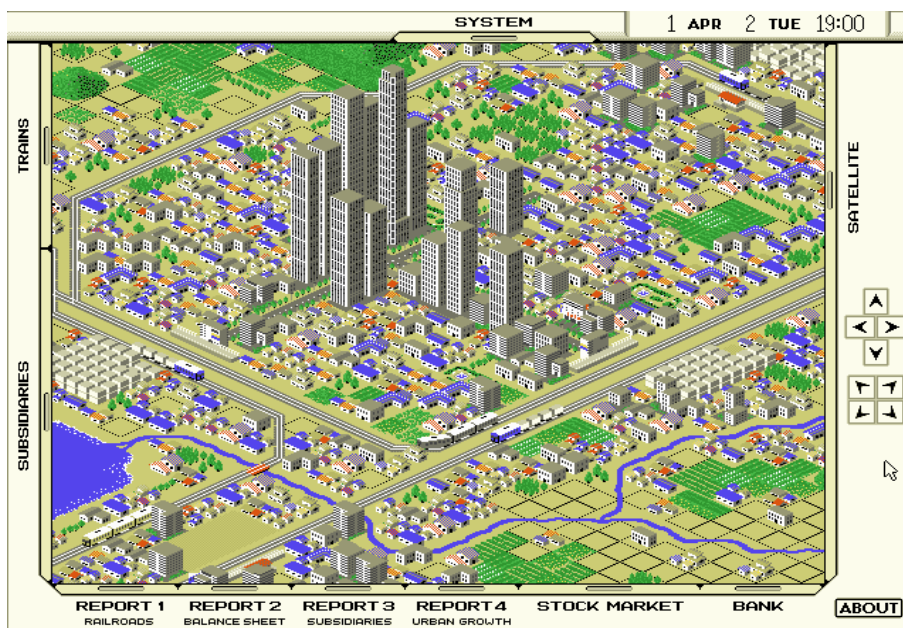 SYSTEM
1 APR 2 TUE 19:00
TRAINS
SATELLITE
SUBSIDIARIES
REPORT 1
RAILROADS
REPORT 2
BALANCE SHEET
REPORT 3
SUBSIDIARIES
REPORT 4
URBAN GROWTH
STOCK MARKET
BANK
ABOUT